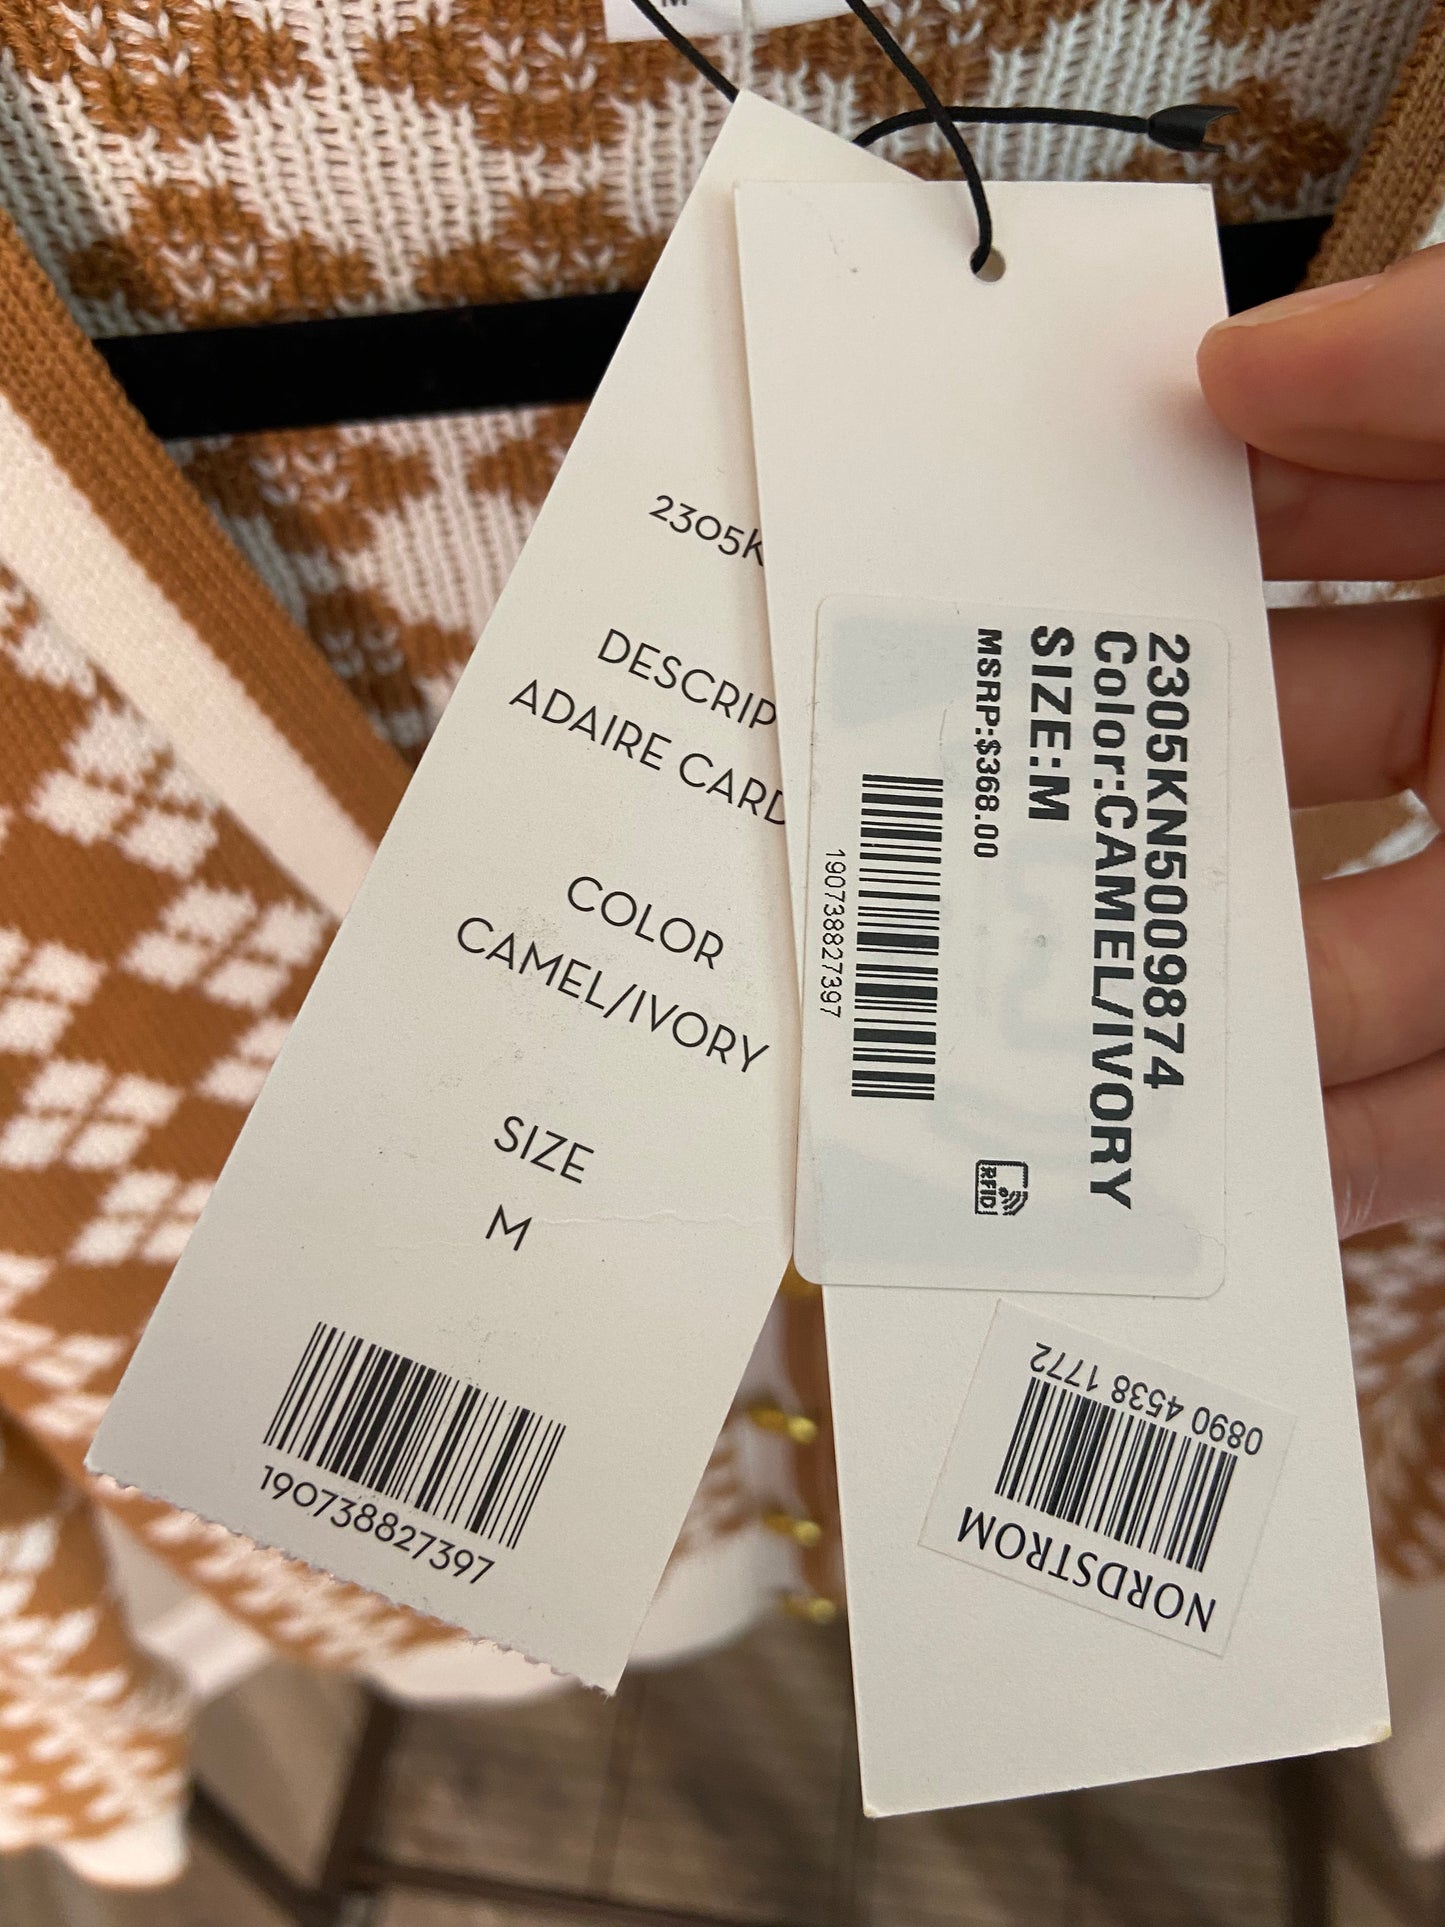 M
2305K
DESCRIP
ADAIRE CARD
COLOR
CAMEL/IVORY
SIZE
M
190738827397
2305KN5009874
Color:CAMEL/IVORY
SIZE:M
MSRP:$368.00
190738827397
RFID
0890 4538 1772
NORDSTROM